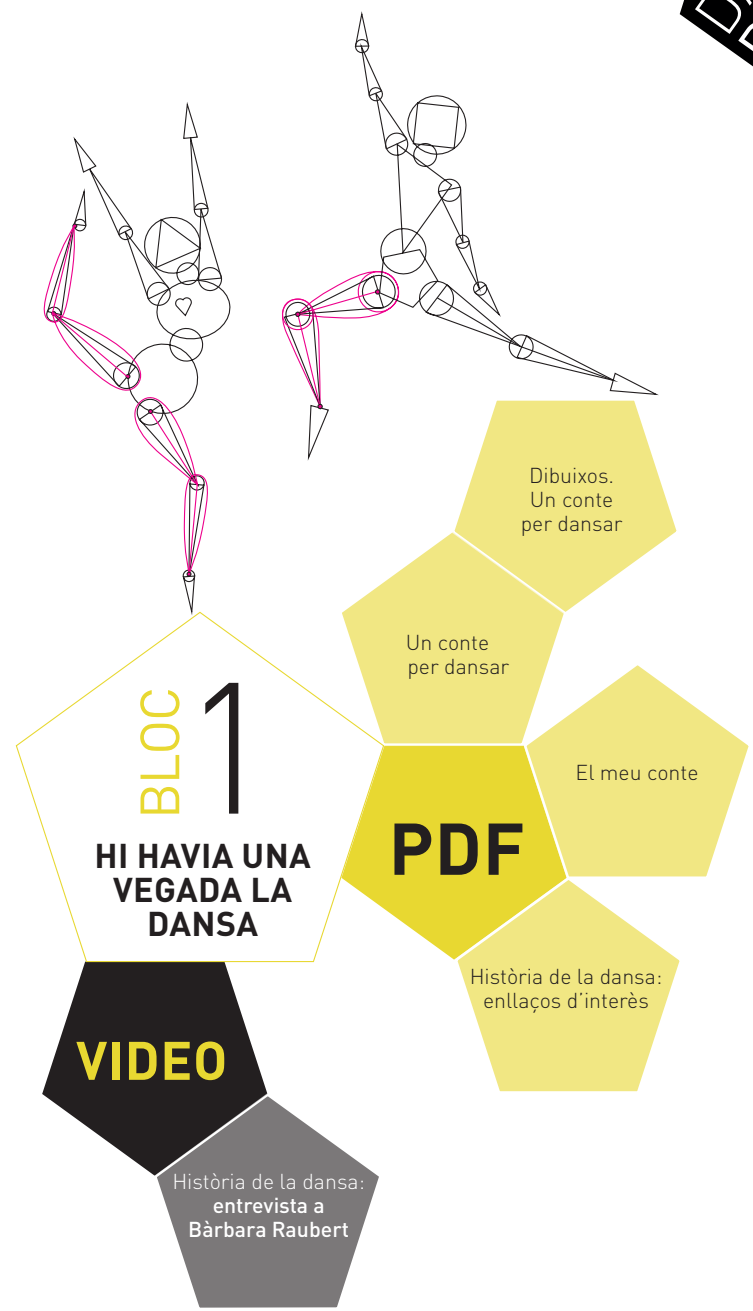 Dibuixos.
Un conte
per dansar
Un conte
per dansar
BLOC
1
HI HAVIA UNA
VEGADA LA
DANSA
El meu conte
PDF
Història de la dansa:
enllaços d'interès
VIDEO
Història de la dansa:
entrevista a
Bàrbara Raubert